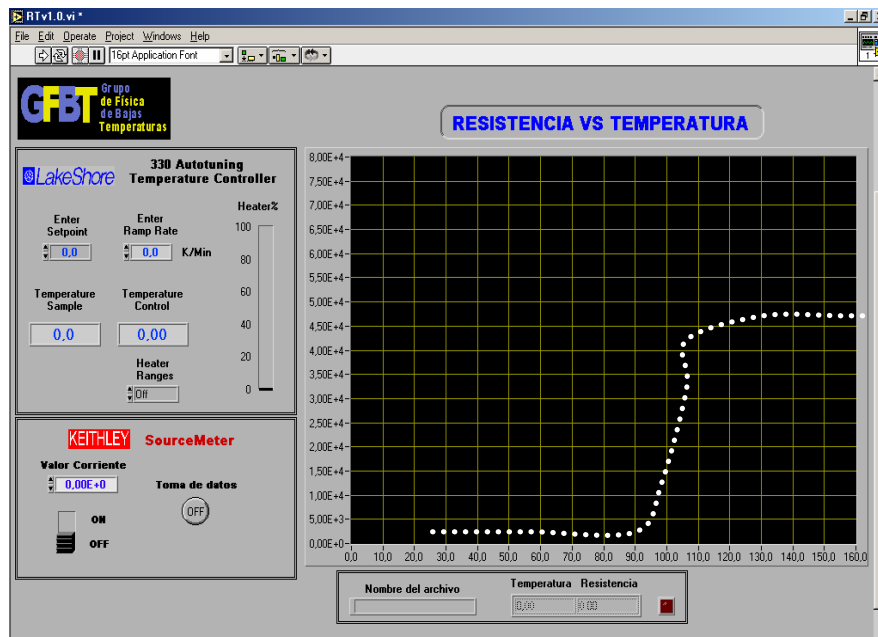 RTv1.0.vi *
File Edit Operate Project Windows Help
16pt Application Font
1
GFBT
Grupo
de Física
de Bajas
Temperaturas
RESISTENCIA VS TEMPERATURA
LakeShore
330 Autotuning
Temperature Controller
Heater%
Enter
Setpoint
0,0
Enter
Ramp Rate
0,0
K/Min
100
80
60
40
20
0
Temperature
Sample
0,0
Temperature
Control
0,00
Heater
Ranges
Off
KEITHLEY SourceMeter
Valor Corriente
0,00E+0
ON
OFF
Toma de datos
OFF
8,00E+4
7,50E+4
7,00E+4
6,50E+4
6,00E+4
5,50E+4
5,00E+4
4,50E+4
4,00E+4
3,50E+4
3,00E+4
2,50E+4
2,00E+4
1,50E+4
1,00E+4
5,00E+3
0,00E+0
0,0 10,0 20,0 30,0 40,0 50,0 60,0 70,0 80,0 90,0 100,0 110,0 120,0 130,0 140,0 150,0 160,0
Nombre del archivo
Temperatura Resistencia
0,00 0.00